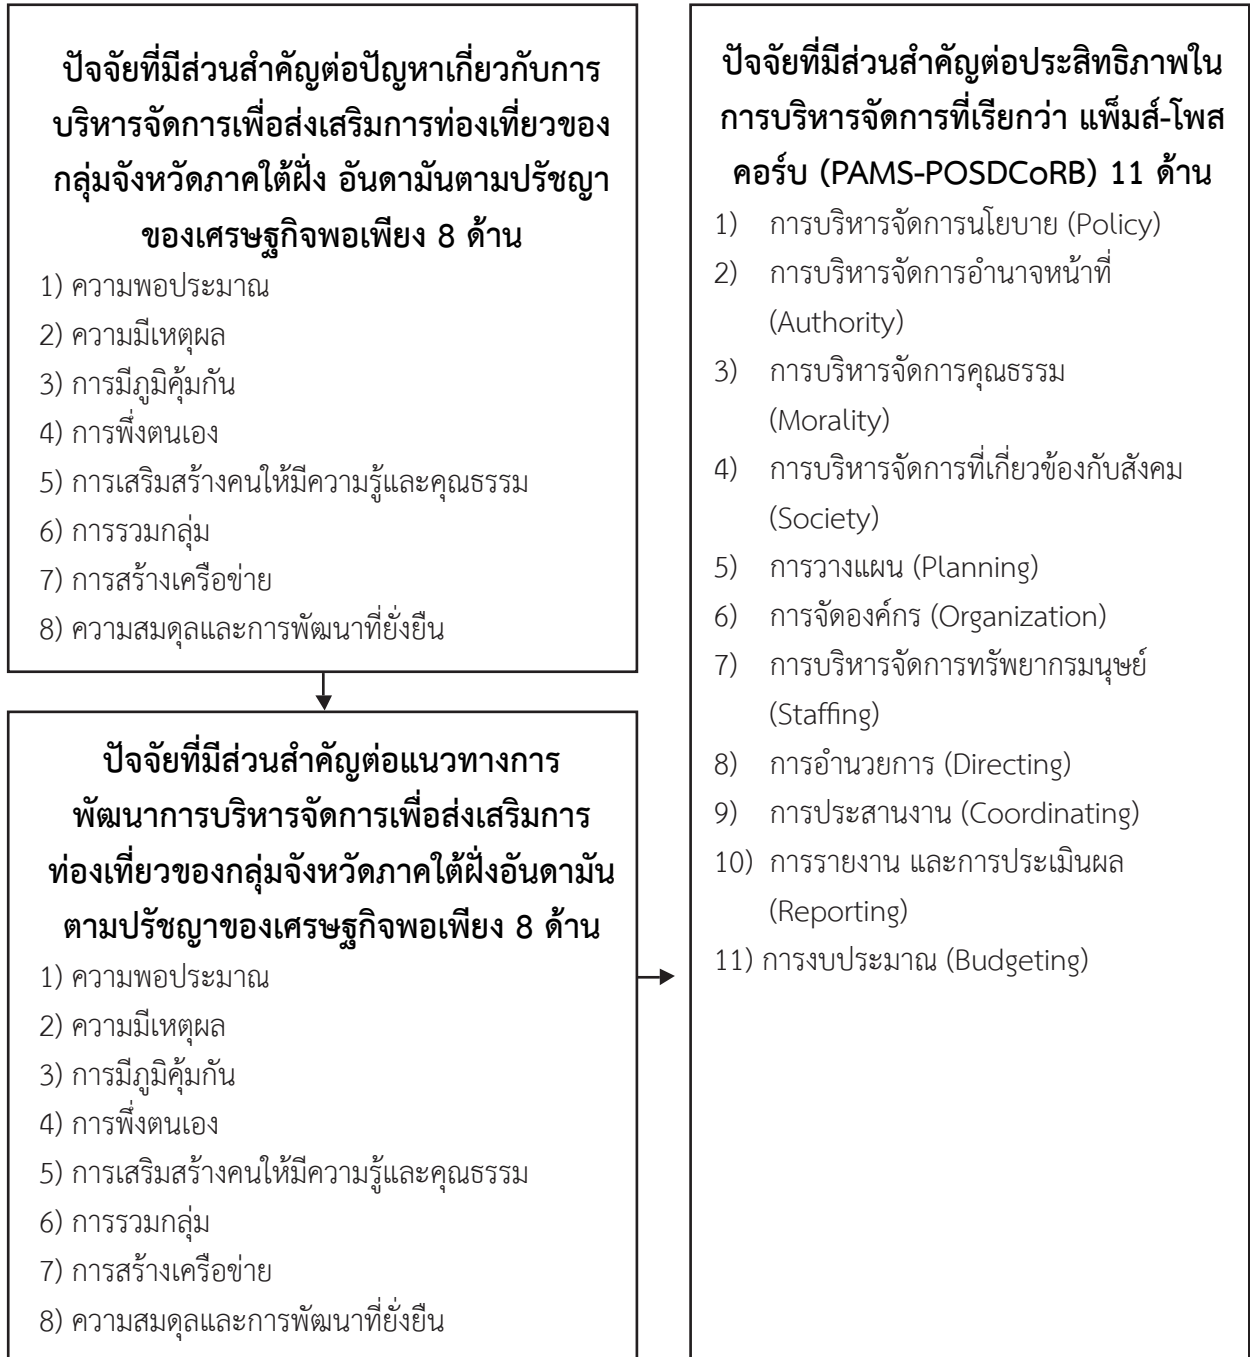 ปัจจัยที่มีส่วนสำคัญต่อปัญหาเกี่ยวกับการ
บริหารจัดการเพื่อส่งเสริมการท่องเที่ยวของ
กลุ่มจังหวัดภาคใต้ฝั่ง อันดามันตามปรัชญา
ของเศรษฐกิจพอเพียง 8 ด้าน
1) ความพอประมาณ
2) ความมีเหตุผล
3) การมีภูมิคุ้มกัน
4) การพึ่งตนเอง
5) การเสริมสร้างคนให้มีความรู้และคุณธรรม
6) การรวมกลุ่ม
7) การสร้างเครือข่าย
8) ความสมดุลและการพัฒนาที่ยั่งยืน
ปัจจัยที่มีส่วนสำคัญต่อแนวทางการ
พัฒนาการบริหารจัดการเพื่อส่งเสริมการ
ท่องเที่ยวของกลุ่มจังหวัดภาคใต้ฝั่งอันดามัน
ตามปรัชญาของเศรษฐกิจพอเพียง 8 ด้าน
1) ความพอประมาณ
2) ความมีเหตุผล
3) การมีภูมิคุ้มกัน
4) การพึ่งตนเอง
5) การเสริมสร้างคนให้มีความรู้และคุณธรรม
6) การรวมกลุ่ม
7) การสร้างเครือข่าย
8) ความสมดุลและการพัฒนาที่ยั่งยืน
ปัจจัยที่มีส่วนสำคัญต่อประสิทธิภาพใน
การบริหารจัดการที่เรียกว่า แพ็มส์-โพส
คอร์บ (PAMS-POSDCoRB) 11 ด้าน
1) การบริหารจัดการนโยบาย (Policy)
2) การบริหารจัดการอำนาจหน้าที่
(Authority)
3) การบริหารจัดการคุณธรรม
(Morality)
4) การบริหารจัดการที่เกี่ยวข้องกับสังคม
(Society)
5) การวางแผน (Planning)
6) การจัดองค์กร (Organization)
7) การบริหารจัดการทรัพยากรมนุษย์
(Staffing)
8) การอำนวยการ (Directing)
9) การประสานงาน (Coordinating)
10) การรายงาน และการประเมินผล
(Reporting)
11) การงบประมาณ (Budgeting)